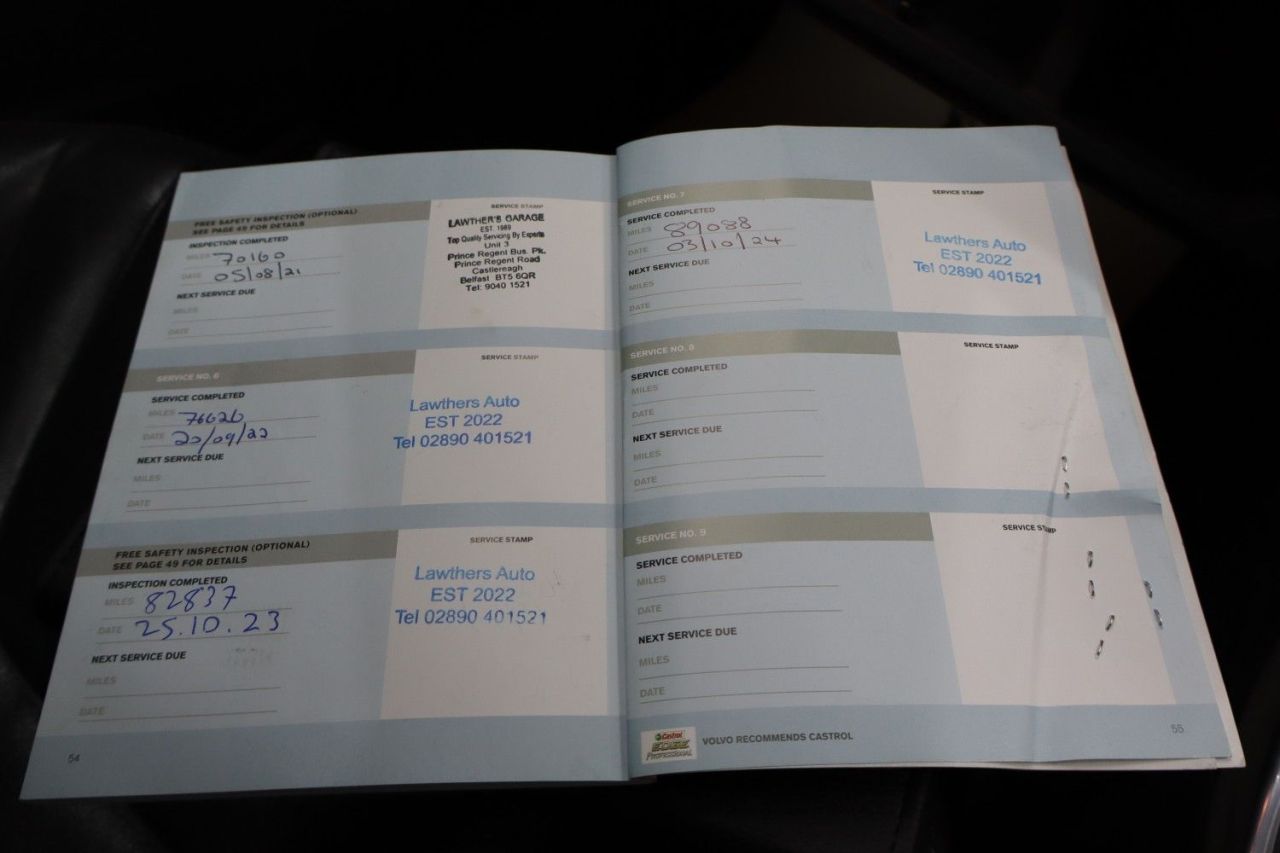 FREE SAFETY INSPECTION (OPTIONAL)
SEE PAGE 49 FOR DETAILS
INSPECTION COMPLETED
MILES 70160
DATE 05/08/21
NEXT SERVICE DUE
MILES
DATE
SERVICE STAMP
LAWTHER'S GARAGE
EST. 1989
Top Quality Servicing By Experts
Unit 3
Prince Regent Bus. Pk.
Prince Regent Road
Castlereagh
Belfast BT5 6QR
Tel: 9040 1521
SERVICE NO. 6
SERVICE COMPLETED
MILES 76626
DATE 20/09/22
NEXT SERVICE DUE
MILES
DATE
SERVICE STAMP
Lawthers Auto
EST 2022
Tel 02890 401521
FREE SAFETY INSPECTION (OPTIONAL)
SEE PAGE 49 FOR DETAILS
INSPECTION COMPLETED
MILES 82837
DATE 25.10.23
NEXT SERVICE DUE
MILES
DATE
SERVICE STAMP
Lawthers Auto
EST 2022
Tel 02890 401521
54
SERVICE NO. 7
SERVICE COMPLETED
MILES 89088
DATE 03/10/24
NEXT SERVICE DUE
MILES
DATE
SERVICE STAMP
Lawthers Auto
EST 2022
Tel 02890 401521
SERVICE NO. 8
SERVICE COMPLETED
MILES
DATE
NEXT SERVICE DUE
MILES
DATE
SERVICE STAMP
SERVICE NO. 9
SERVICE COMPLETED
MILES
DATE
NEXT SERVICE DUE
MILES
DATE
SERVICE STAMP
Castrol
EDGE
PROFESSIONAL
VOLVO RECOMMENDS CASTROL
55